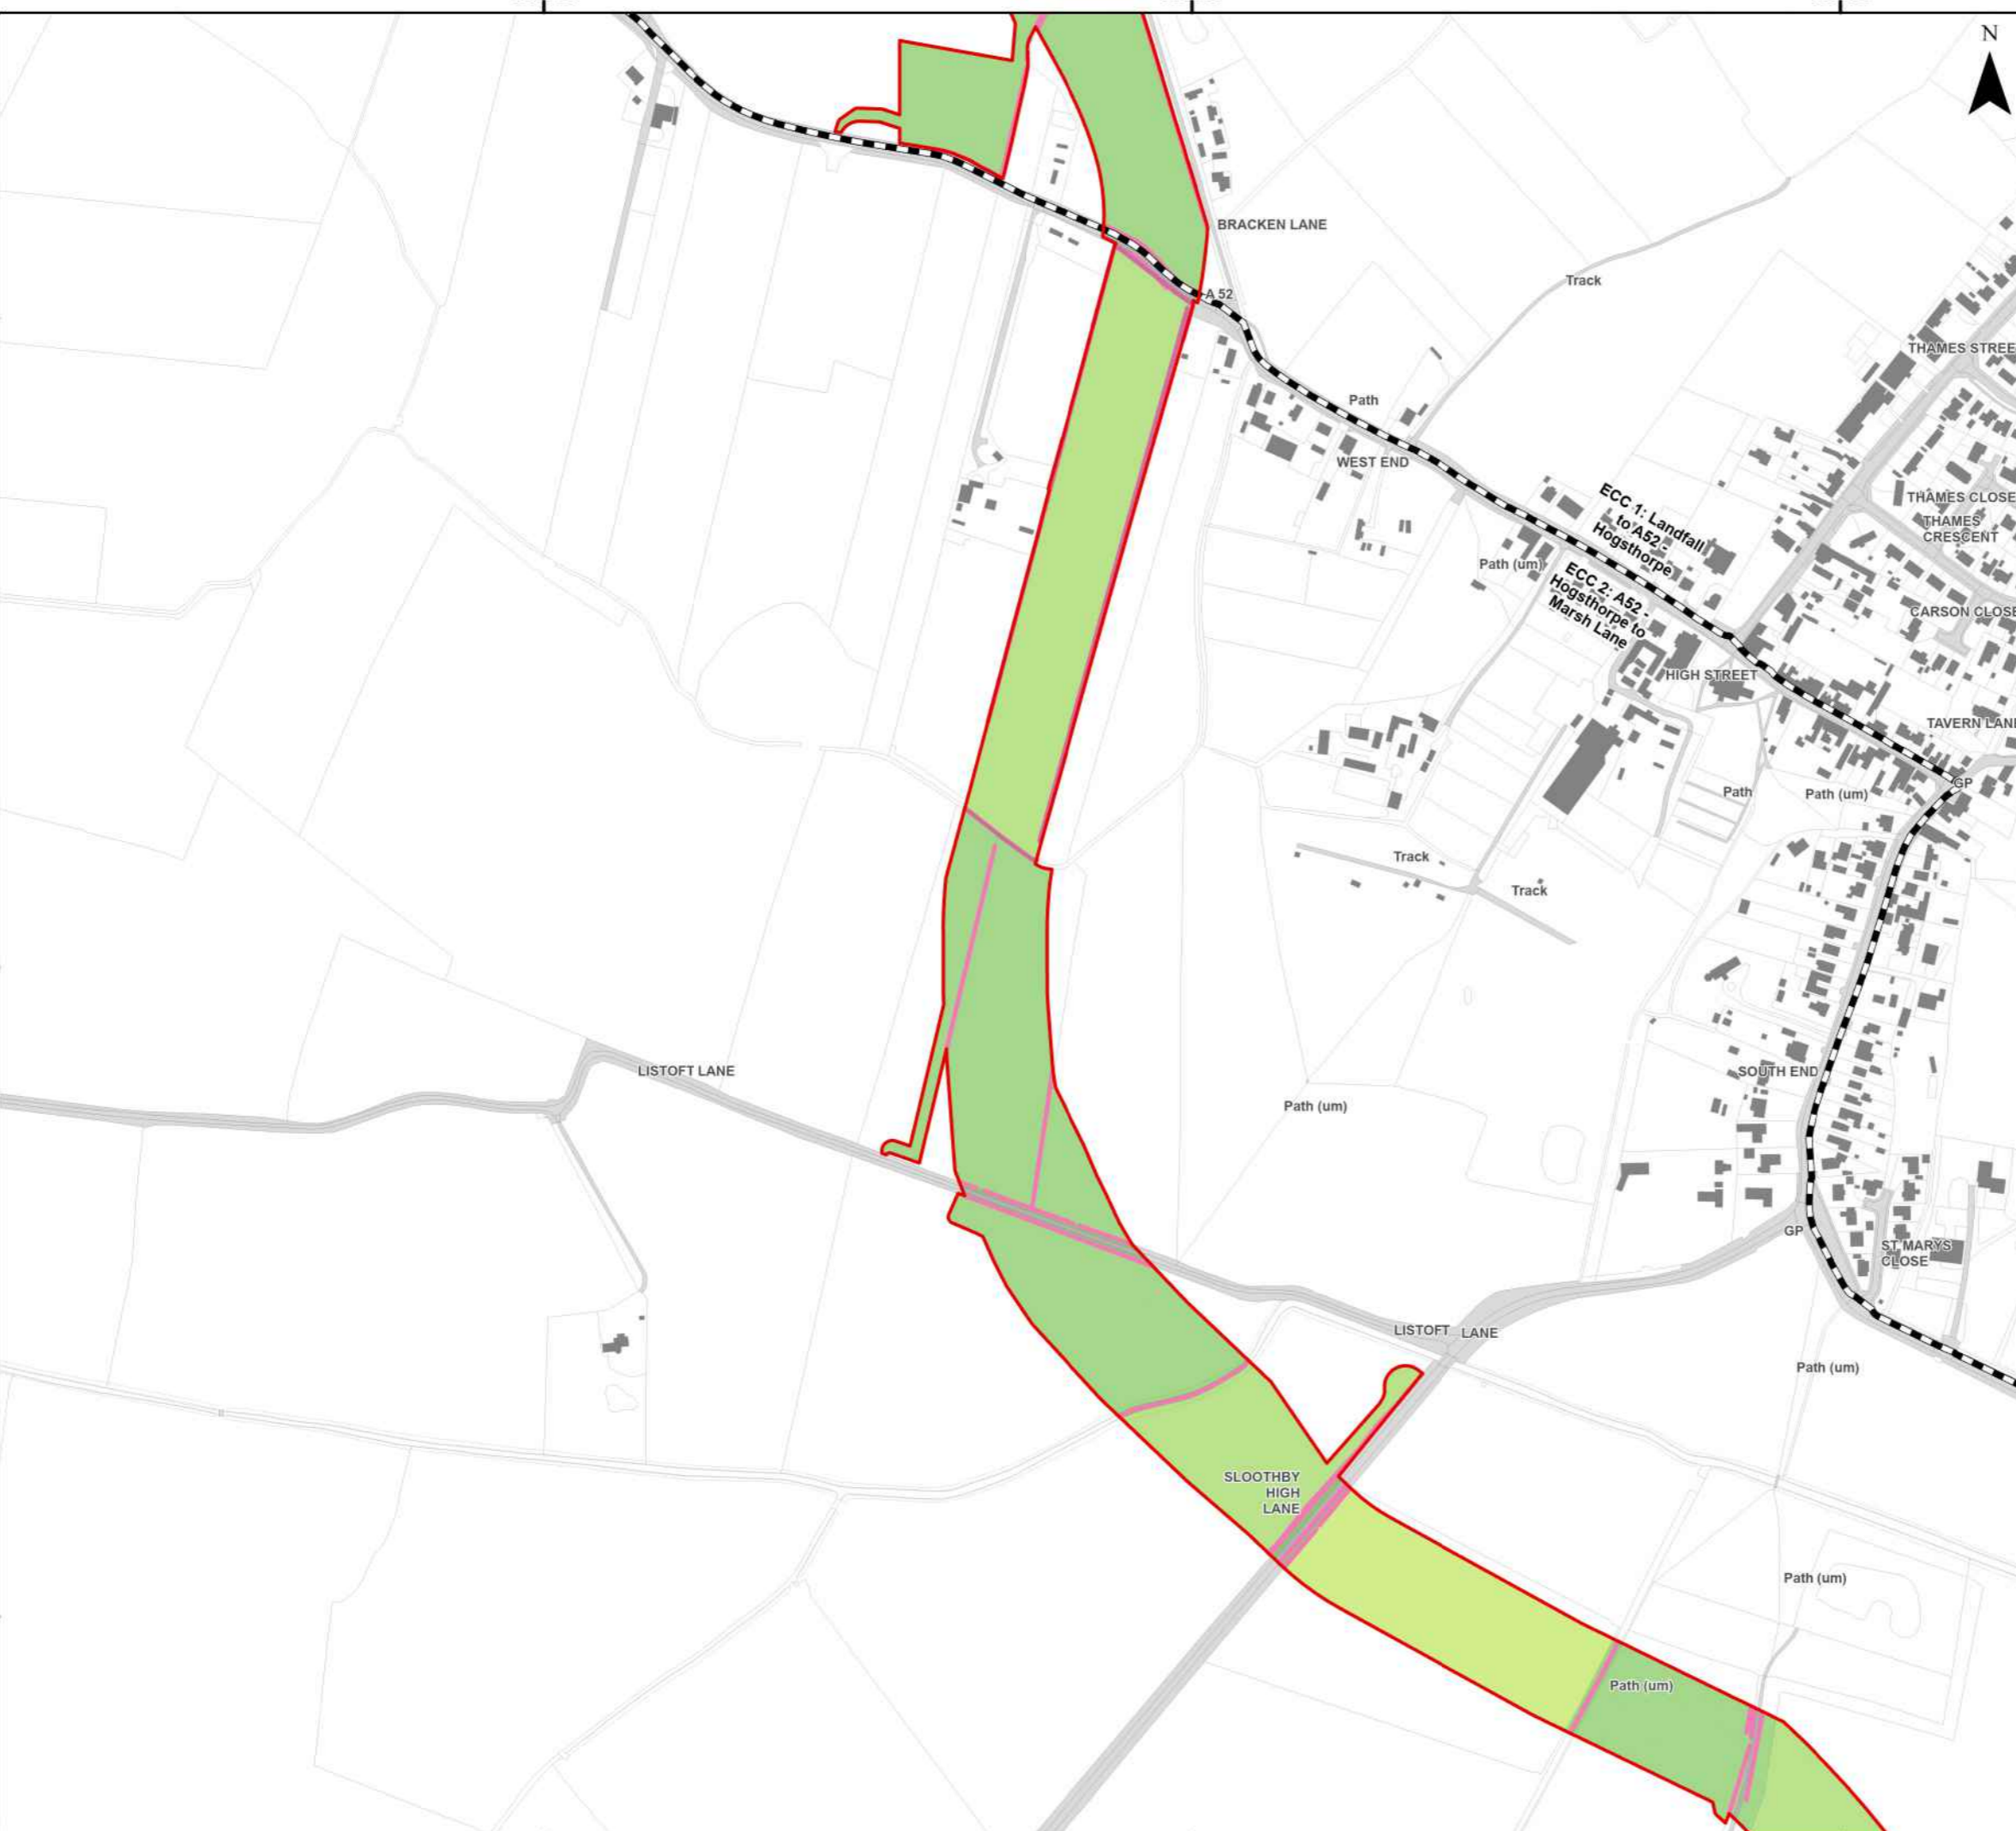 N
BRACKEN LANE
Track
A 52
THAMES STREE
Path
WEST END
ECC 1: Landfall
to A52 -
Hogsthorpe
THAMES CLOSE
THAMES
CRESCENT
Path (um)
ECC 2: A52 -
Hogsthorpe to
Marsh Lane
CARSON CLOSE
HIGH STREET
TAVERN LAN
GP
Path
Path (um)
Track
Track
LISTOFT LANE
SOUTH END
Path (um)
GP
ST MARYS
CLOSE
LISTOFT LANE
Path (um)
SLOOTHBY
HIGH
LANE
Path (um)
Path (um)